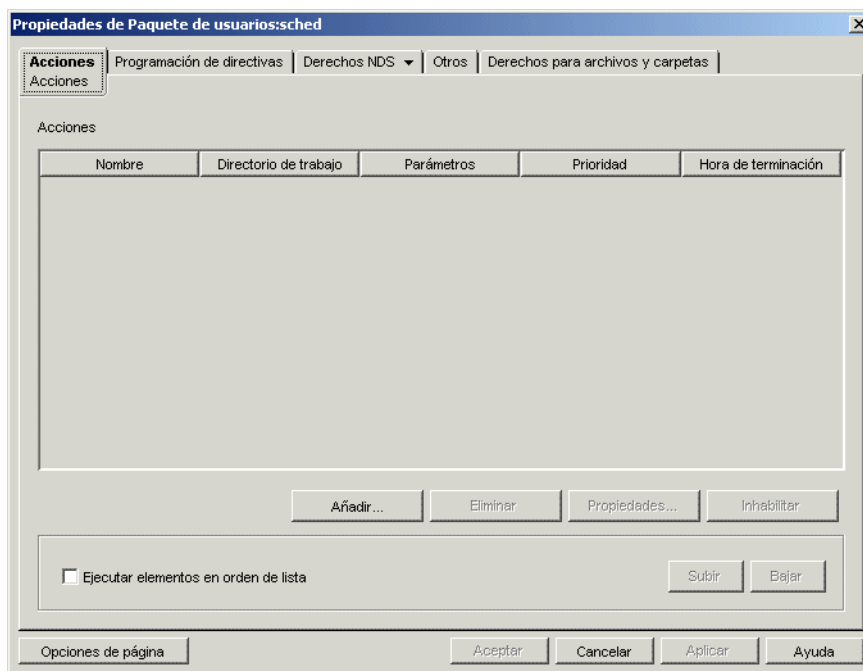 Propiedades de Paquete de usuarios:sched
Acciones Programación de directivas Derechos NDS Otros Derechos para archivos y carpetas
Acciones
Acciones
Nombre Directorio de trabajo Parámetros Prioridad Hora de terminación
Añadir... Eliminar Propiedades... Inhabilitar
Ejecutar elementos en orden de lista Subir Bajar
Opciones de página Aceptar Cancelar Aplicar Ayuda